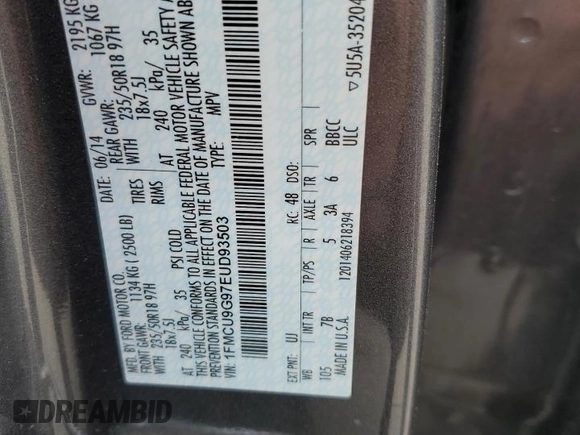 MFD. BY FORD MOTOR CO.
DATE: 06/14 GVWR: 2195 KG
FRONT GAWR: 1134 KG (2500 LB) REAR GAWR: 1067 KG
235/50R18 97H TIRES WITH 235/50R18 97H
18x7.5J RIMS 18x7.5J
AT 240 kPa/ 35 PSI COLD AT 240 kPa/ 35
THIS VEHICLE CONFORMS TO ALL APPLICABLE FEDERAL MOTOR VEHICLE SAFETY
PREVENTION STANDARDS IN EFFECT ON THE DATE OF MANUFACTURE SHOWN ABO
VIN: 1FMCU9G97EUD93503 TYPE: MPV
EXT PNT: UJ RC: 48 DSO:
WB INT TR TP/PS R AXLE TR SPR
105 7B 5 3A 6 BBCC
MADE IN U.S.A. 1201406218394 ULC
▽5U5A-35204
DREAMBID